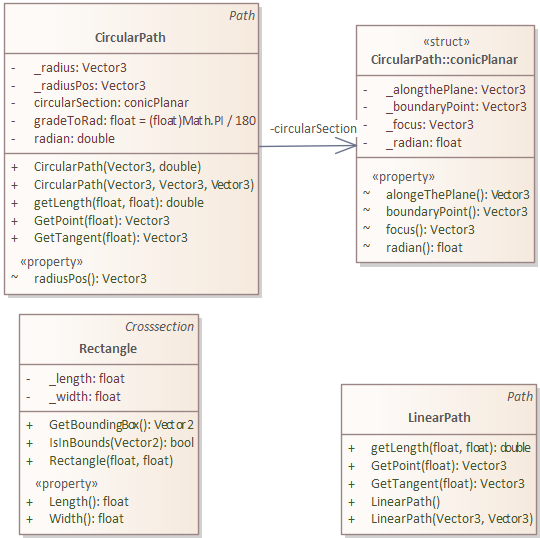 Path
CircularPath
- _radius: Vector3
- _radiusPos: Vector3
- circularSection: conicPlanar
- gradeToRad: float = (float)Math.PI / 180
- radian: double
+ CircularPath(Vector3, double)
+ CircularPath(Vector3, Vector3, Vector3)
+ getLength(float, float): double
+ GetPoint(float): Vector3
+ GetTangent(float): Vector3
«property»
~ radiusPos(): Vector3
-circularSection
«struct»
CircularPath::conicPlanar
- _alongthePlane: Vector3
- _boundaryPoint: Vector3
- _focus: Vector3
- _radian: float
«property»
~ alongeThePlane(): Vector3
~ boundaryPoint(): Vector3
~ focus(): Vector3
~ radian(): float
Crosssection
Rectangle
- _length: float
- _width: float
+ GetBoundingBox(): Vector2
+ IsInBounds(Vector2): bool
+ Rectangle(float, float)
«property»
+ Length(): float
+ Width(): float
Path
LinearPath
+ getLength(float, float): double
+ GetPoint(float): Vector3
+ GetTangent(float): Vector3
+ LinearPath()
+ LinearPath(Vector3, Vector3)